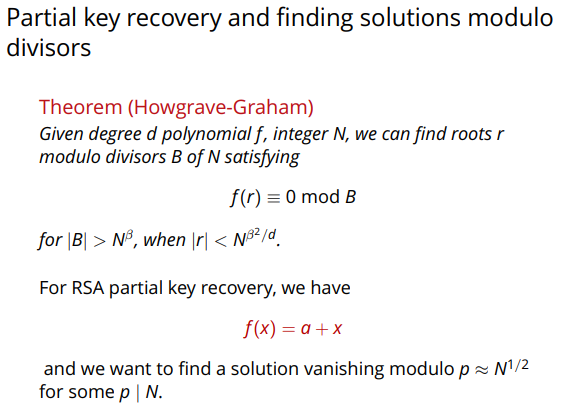 Partial key recovery and finding solutions modulo
divisors
Theorem (Howgrave-Graham)
Given degree d polynomial f, integer N, we can find roots r
modulo divisors B of N satisfying
f(r) ≡ 0 mod B
for |B| > N^β, when |r| < N^{β²/d}.
For RSA partial key recovery, we have
f(x) = a + x
and we want to find a solution vanishing modulo p ≈ N^{1/2}
for some p | N.